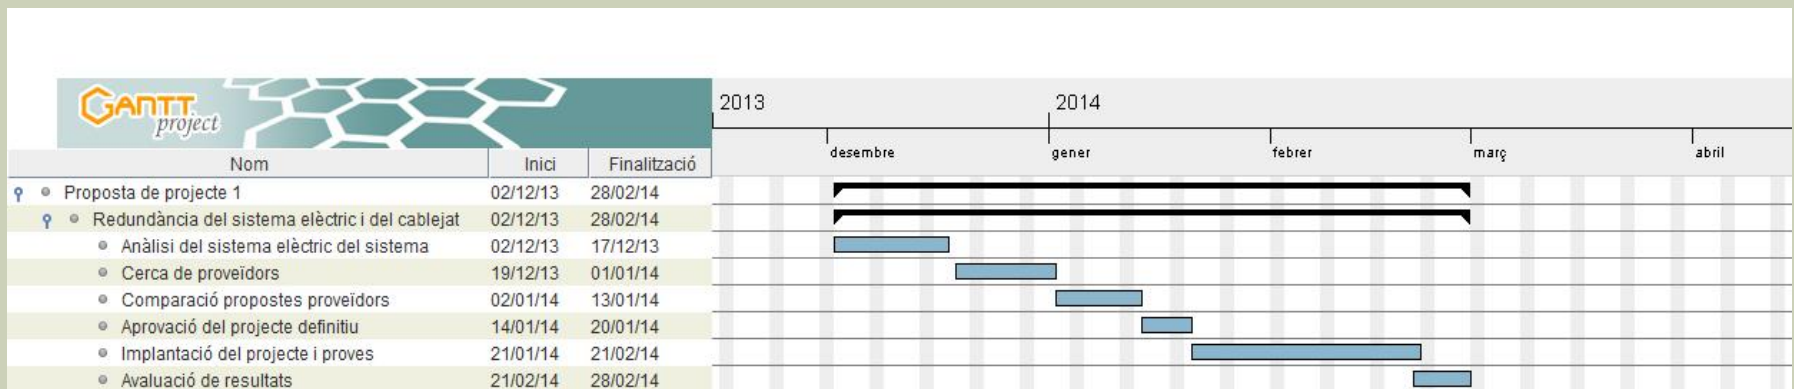 GANTT
project
2013 2014
desembre gener febrer març abril
Nom Inici Finalització
Proposta de projecte 1 02/12/13 28/02/14
Redundància del sistema elèctric i del cablejat 02/12/13 28/02/14
Anàlisi del sistema elèctric del sistema 02/12/13 17/12/13
Cerca de proveïdors 19/12/13 01/01/14
Comparació propostes proveïdors 02/01/14 13/01/14
Aprovació del projecte definitiu 14/01/14 20/01/14
Implantació del projecte i proves 21/01/14 21/02/14
Avaluació de resultats 21/02/14 28/02/14